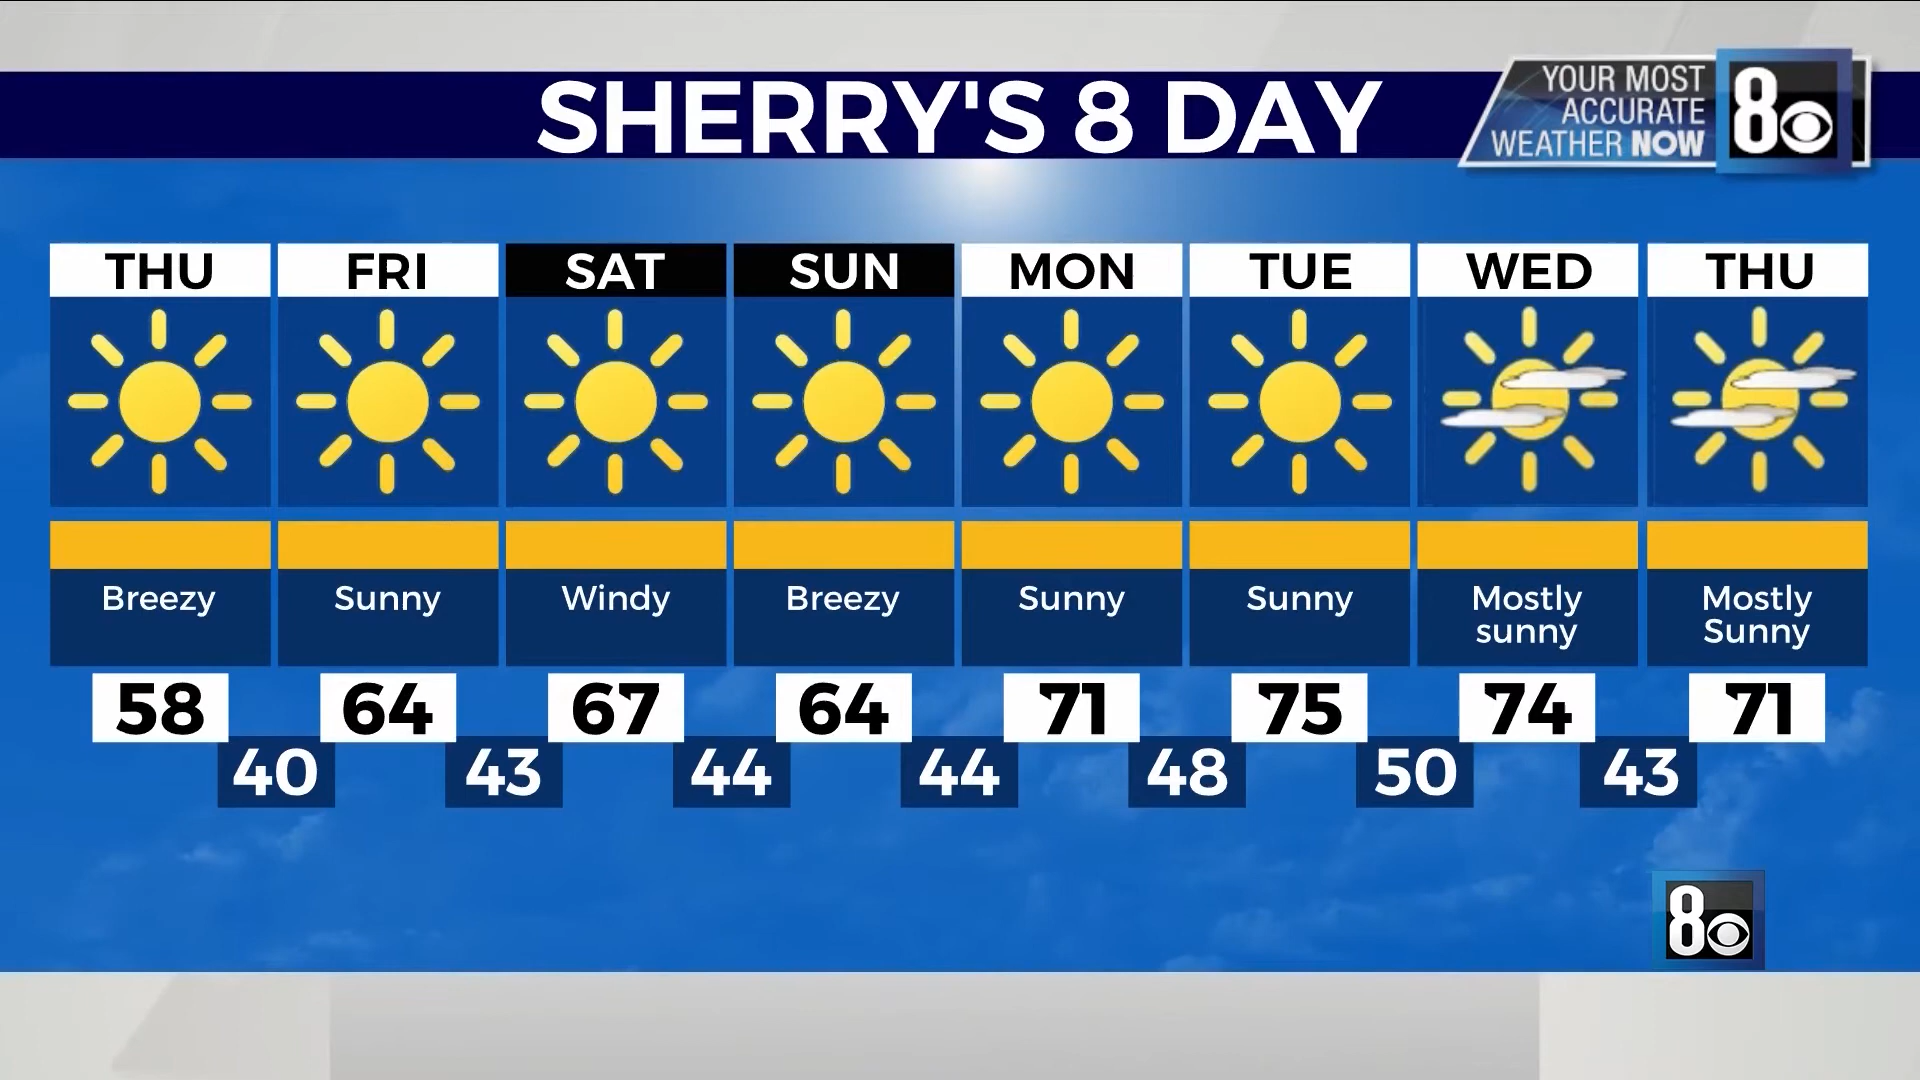 SHERRY'S 8 DAY
YOUR MOST
ACCURATE
WEATHER NOW
8
THU FRI SAT SUN MON TUE WED THU
Breezy Sunny Windy Breezy Sunny Sunny Mostly sunny Mostly Sunny
58 64 67 64 71 75 74 71
40 43 44 44 48 50 43
8